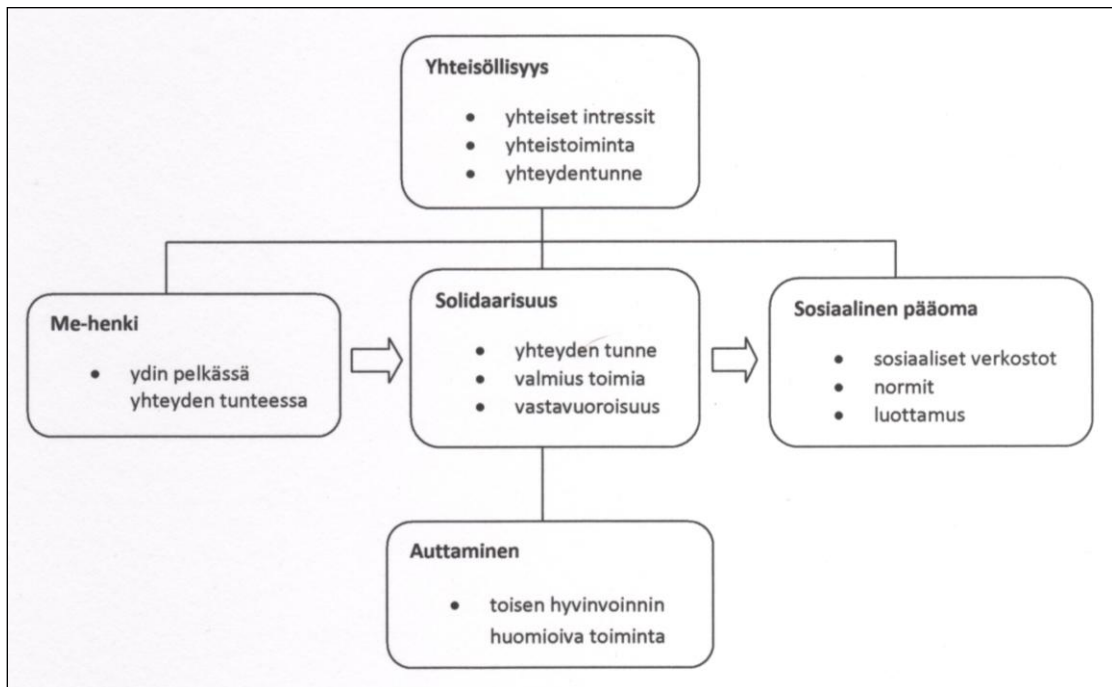 Yhteisöllisyys
• yhteiset intressit
• yhteistoiminta
• yhteydentunne
Me-henki
• ydin pelkässä
yhteyden tunteessa
Solidaarisuus
• yhteyden tunne
• valmius toimia
• vastavuoroisuus
Sosiaalinen pääoma
• sosiaaliset verkostot
• normit
• luottamus
Auttaminen
• toisen hyvinvoinnin
huomioiva toiminta